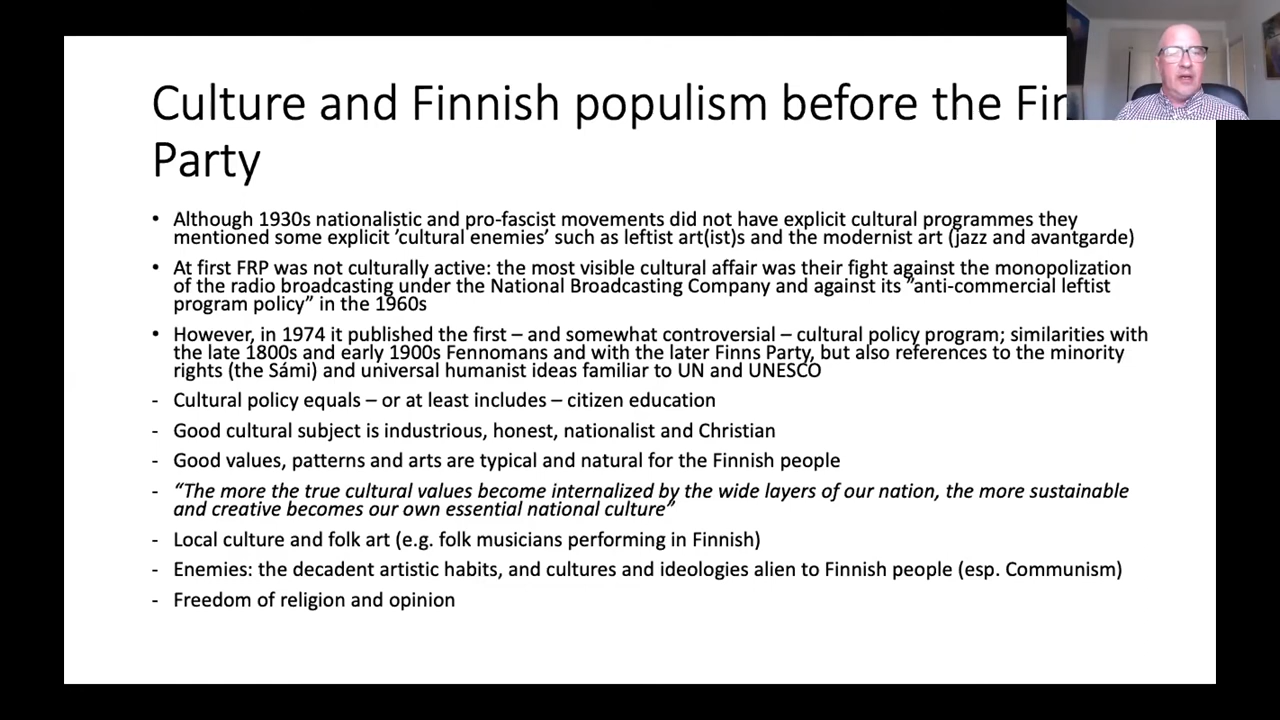 Culture and Finnish populism before the
Party
• Although 1930s nationalistic and pro-fascist movements did not have explicit cultural programmes they
mentioned some explicit ’cultural enemies’ such as leftist art(ist)s and the modernist art (jazz and avantgarde)
• At first FRP was not culturally active: the most visible cultural affair was their fight against the monopolization
of the radio broadcasting under the National Broadcasting Company and against its ”anti-commercial leftist
program policy” in the 1960s
• However, in 1974 it published the first – and somewhat controversial – cultural policy program; similarities with
the late 1800s and early 1900s Fennomans and with the later Finns Party, but also references to the minority
rights (the Sámi) and universal humanist ideas familiar to UN and UNESCO
- Cultural policy equals – or at least includes – citizen education
- Good cultural subject is industrious, honest, nationalist and Christian
- Good values, patterns and arts are typical and natural for the Finnish people
- “The more the true cultural values become internalized by the wide layers of our nation, the more sustainable
and creative becomes our own essential national culture”
- Local culture and folk art (e.g. folk musicians performing in Finnish)
- Enemies: the decadent artistic habits, and cultures and ideologies alien to Finnish people (esp. Communism)
- Freedom of religion and opinion